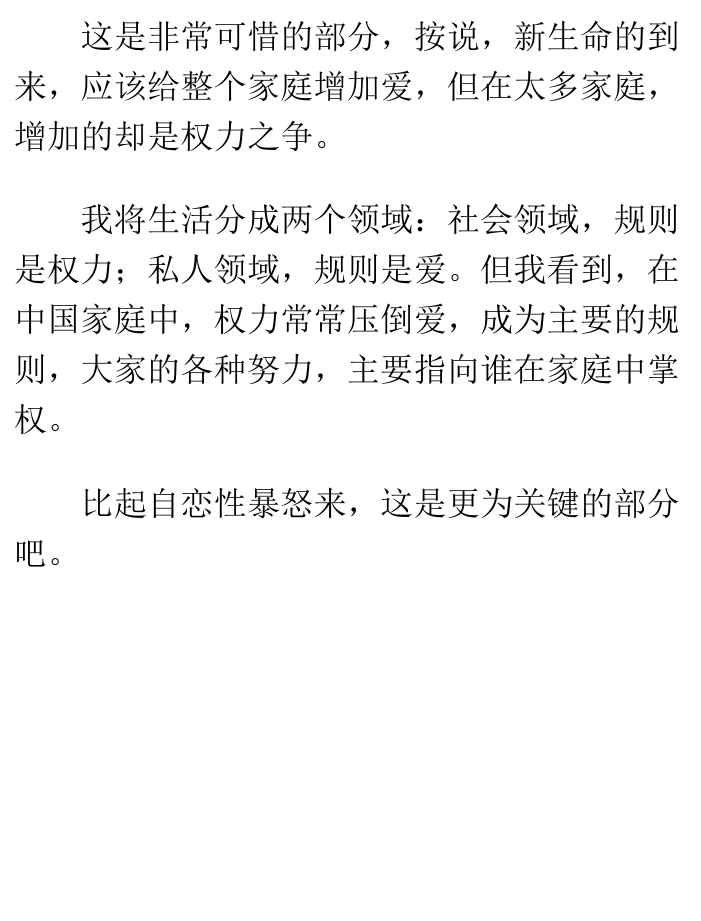 这是非常可惜的部分，按说，新生命的到
来，应该给整个家庭增加爱，但在太多家庭，
增加的却是权力之争。
我将生活分成两个领域：社会领域，规则
是权力；私人领域，规则是爱。但我看到，在
中国家庭中，权力常常压倒爱，成为主要的规
则，大家的各种努力，主要指向谁在家庭中掌
权。
比起自恋性暴怒来，这是更为关键的部分
吧。